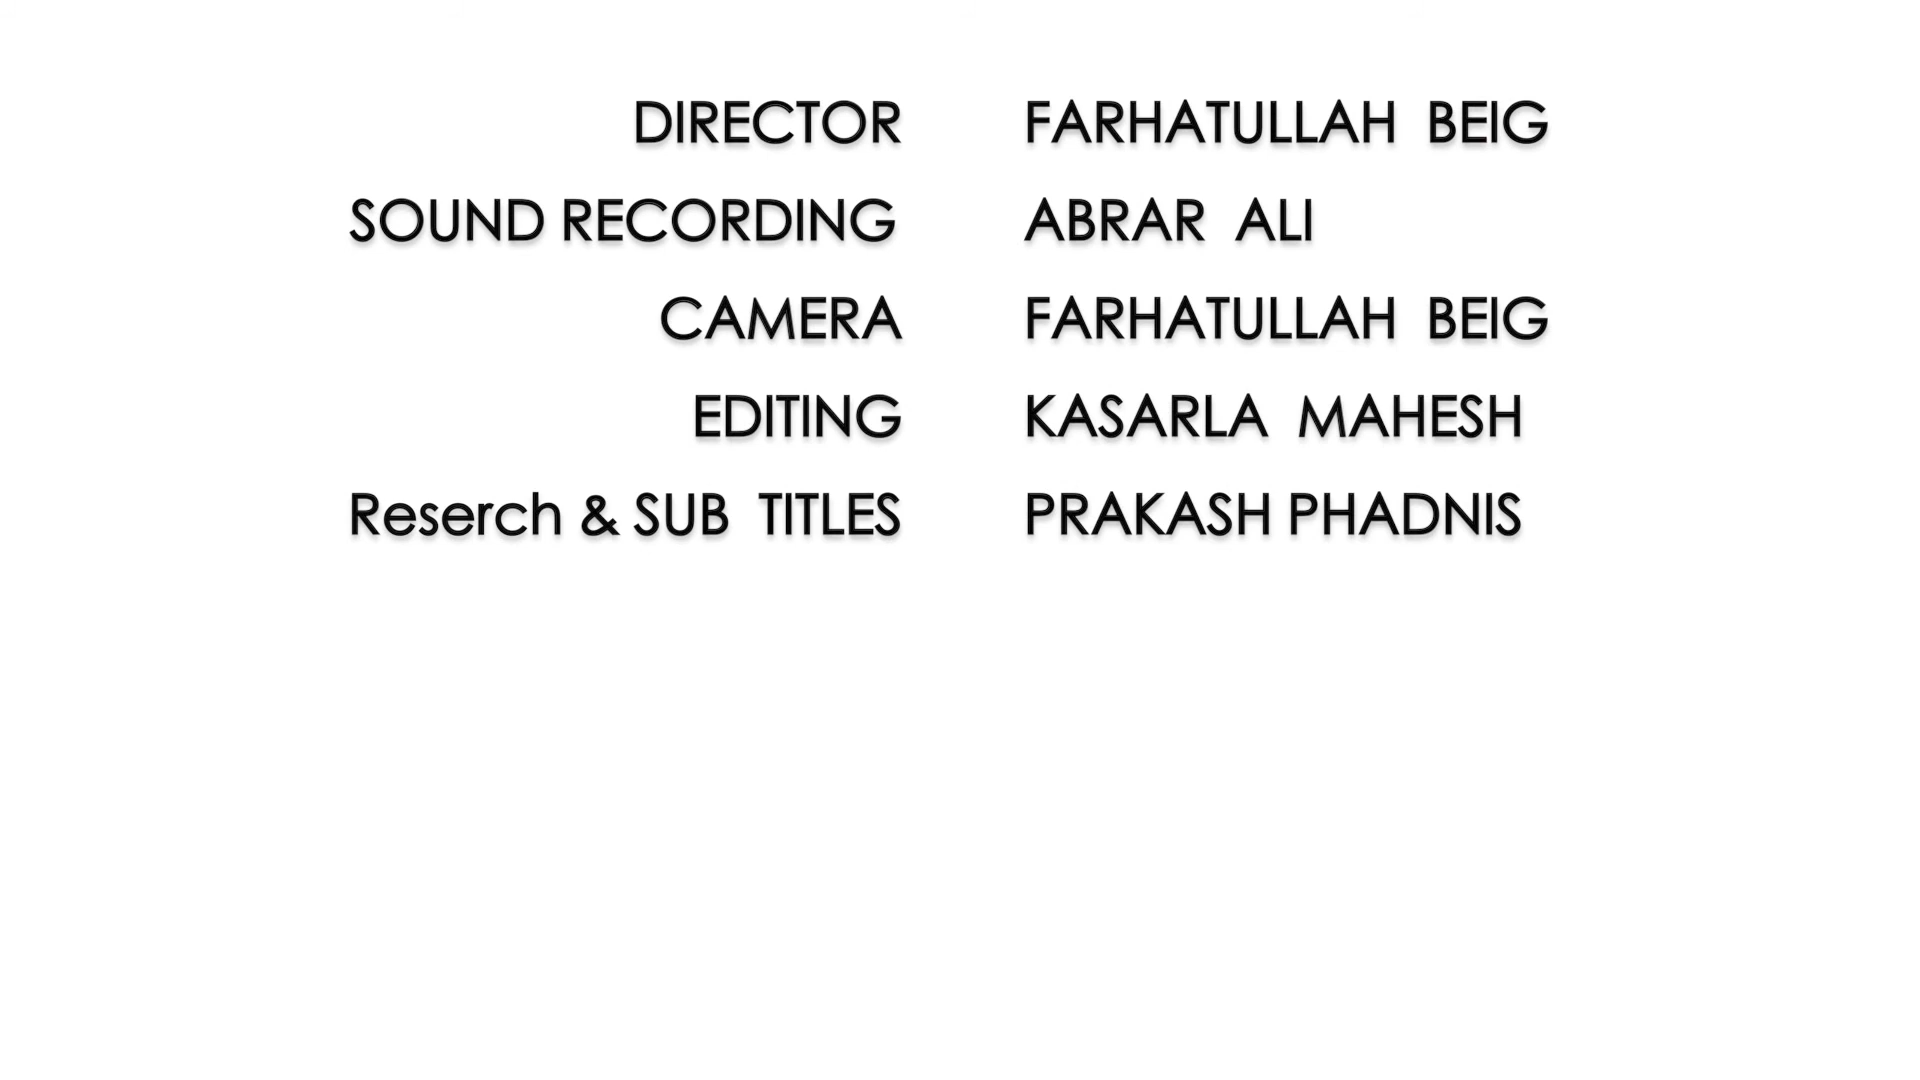 DIRECTOR FARHATULLAH BEIG
SOUND RECORDING ABRAR ALI
CAMERA FARHATULLAH BEIG
EDITING KASARLA MAHESH
Reserch & SUB TITLES PRAKASH PHADNIS